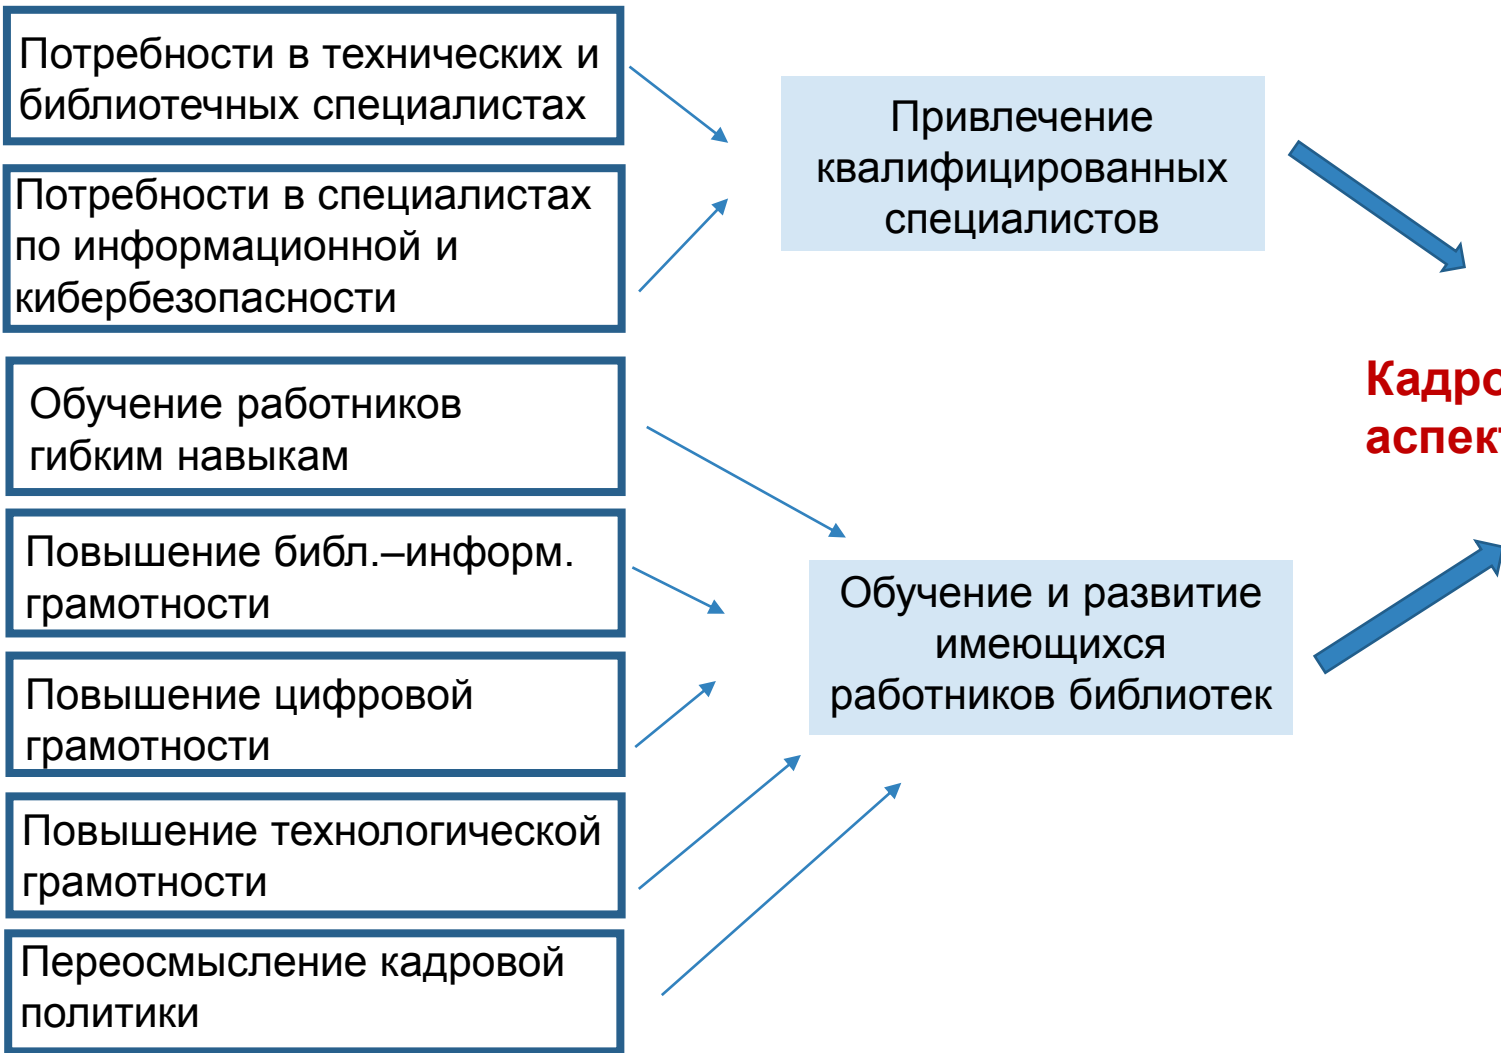 Потребности в технических и
библиотечных специалистах
Потребности в специалистах
по информационной и
кибербезопасности
Обучение работников
гибким навыкам
Повышение библ.–информ.
грамотности
Повышение цифровой
грамотности
Повышение технологической
грамотности
Переосмысление кадровой
политики
Привлечение
квалифицированных
специалистов
Обучение и развитие
имеющихся
работников библиотек